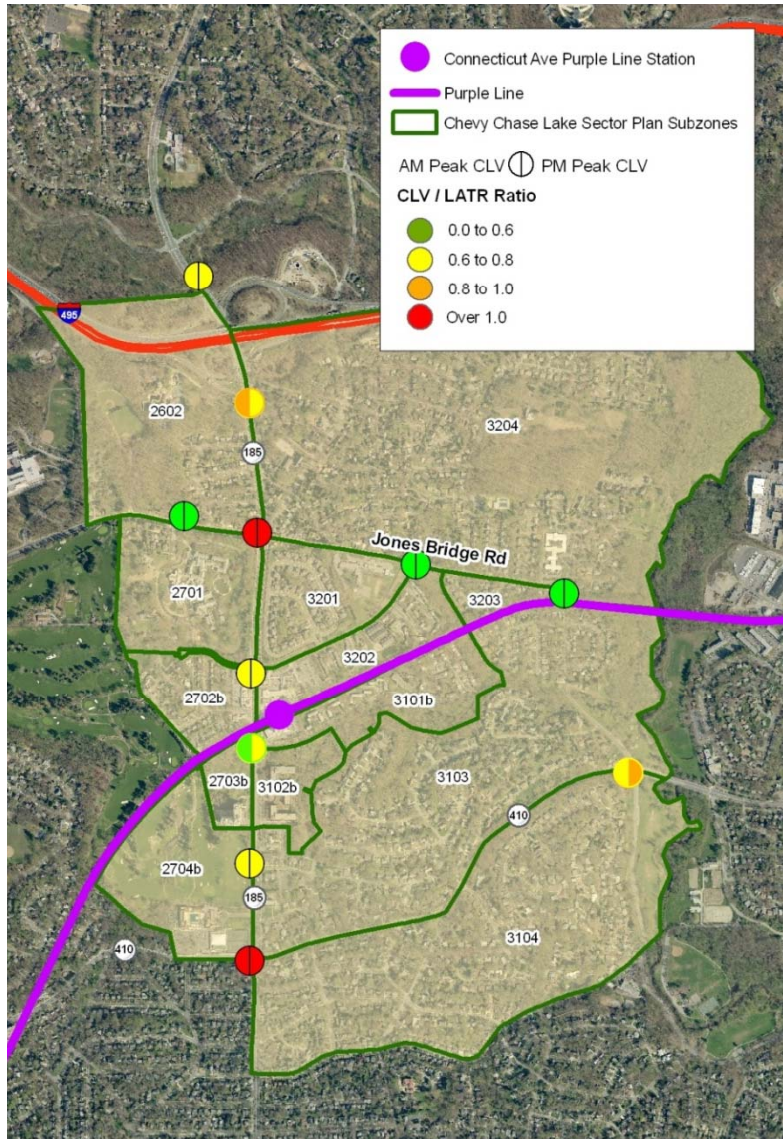 Connecticut Ave Purple Line Station
Purple Line
Chevy Chase Lake Sector Plan Subzones
AM Peak CLV PM Peak CLV
CLV / LATR Ratio
0.0 to 0.6
0.6 to 0.8
0.8 to 1.0
Over 1.0
495
2602
3204
185
Jones Bridge Rd
2701
3201
3203
3202
2702b
3101b
2703b
3102b
3103
410
2704b
185
3104
410